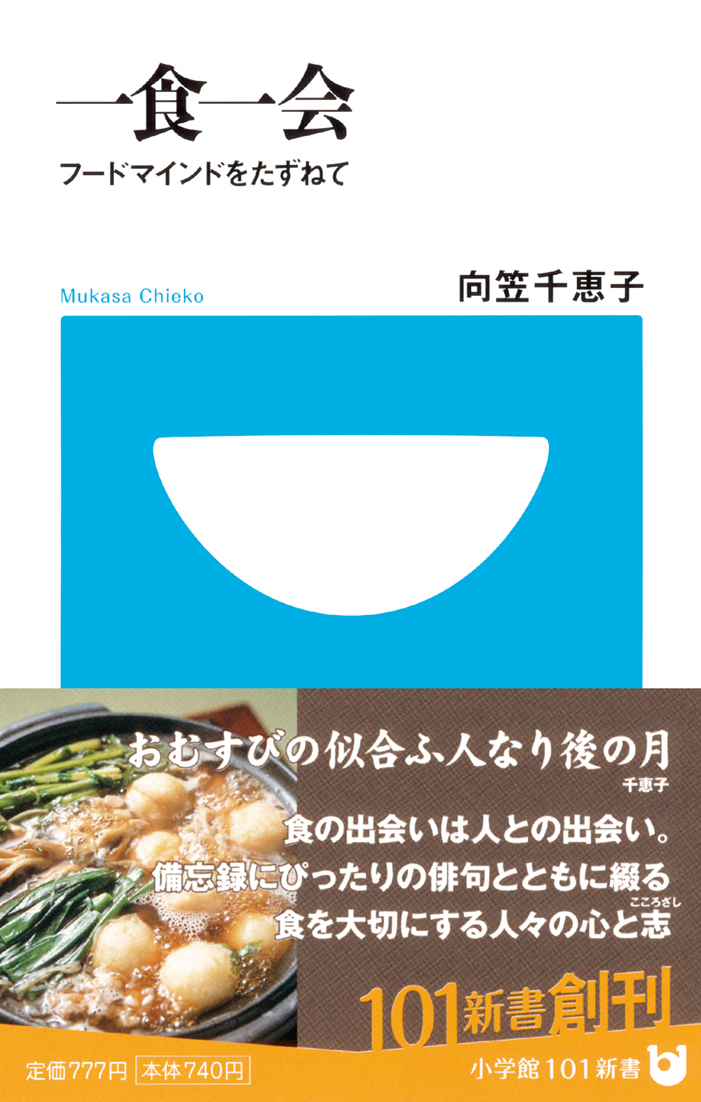 一食一会
フードマインドをたずねて
向笠千恵子
Mukasa Chieko
おむすびの似合ふ人なり後の月
千恵子
食の出会いは人との出会い。
備忘録にぴったりの俳句とともに綴る
こころざし
食を大切にする人々の心と志
101新書創刊
定価777円 本体740円
小学館101新書